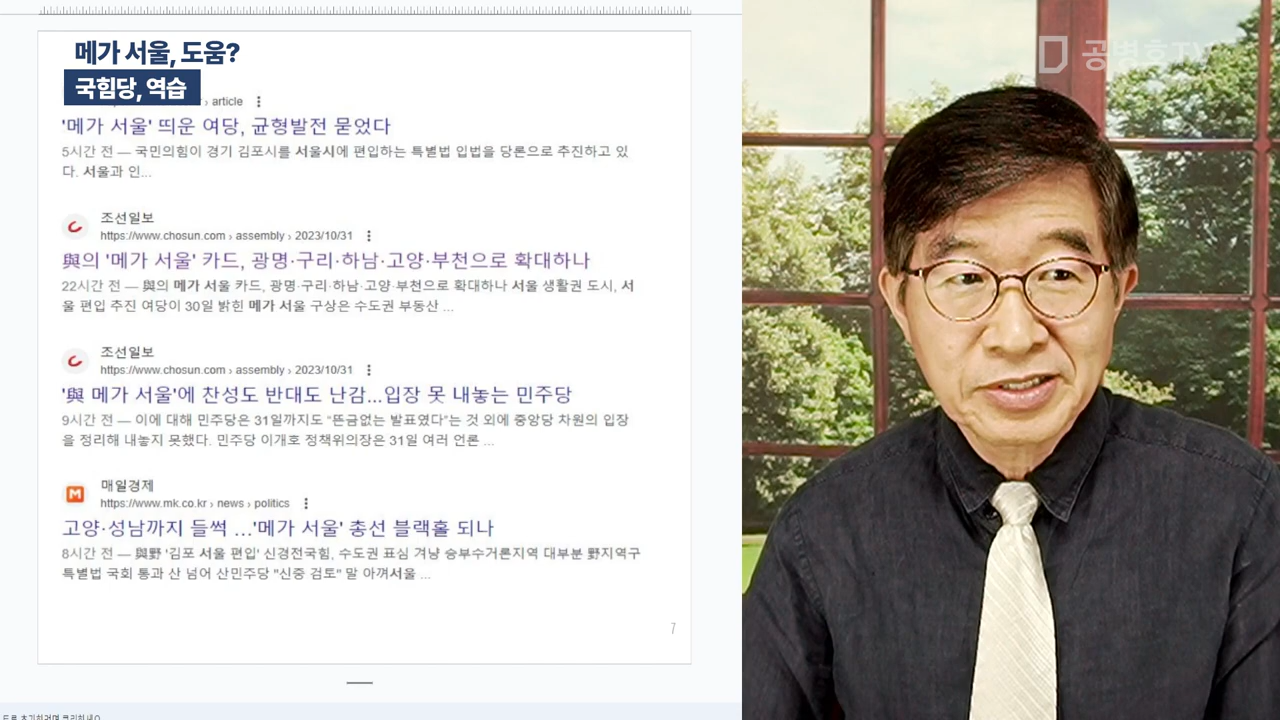 메가 서울, 도움?
국힘당, 역습
› article
'메가 서울' 띄운 여당, 균형발전 묻었다
5시간 전 — 국민의힘이 경기 김포시를 서울시에 편입하는 특별법 입법을 당론으로 추진하고 있
다. 서울과 인...
조선일보
https://www.chosun.com › assembly › 2023/10/31
與의 '메가 서울' 카드, 광명·구리·하남·고양·부천으로 확대하나
22시간 전 — 與의 메가 서울 카드, 광명·구리·하남·고양·부천으로 확대하나 서울 생활권 도시, 서
울 편입 추진 여당이 30일 밝힌 메가 서울 구상은 수도권 부동산 ...
조선일보
https://www.chosun.com › assembly › 2023/10/31
'與 메가 서울'에 찬성도 반대도 난감...입장 못 내놓는 민주당
9시간 전 — 이에 대해 민주당은 31일까지도 “뜬금없는 발표였다”는 것 외에 중앙당 차원의 입장
을 정리해 내놓지 못했다. 민주당 이개호 정책위의장은 31일 여러 언론 ...
매일경제
https://www.mk.co.kr › news › politics
고양·성남까지 들썩 ...'메가 서울' 총선 블랙홀 되나
8시간 전 — 與野 '김포 서울 편입' 신경전국힘, 수도권 표심 겨냥 승부수거론지역 대부분 野지역구
특별법 국회 통과 산 넘어 산민주당 "신중 검토" 말 아껴서울 ...
7
공병호TV